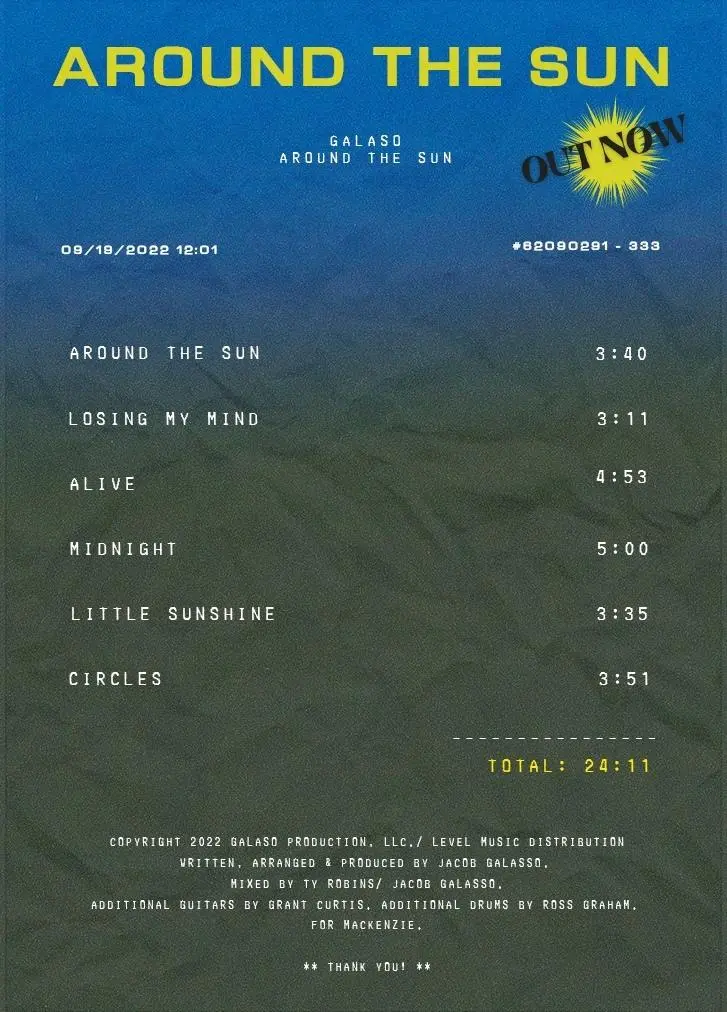 AROUND THE SUN
GALASO
AROUND THE SUN
OUT NOW
09/19/2022 12:01
#62090291 - 333
AROUND THE SUN 3:40
LOSING MY MIND 3:11
ALIVE 4:53
MIDNIGHT 5:00
LITTLE SUNSHINE 3:35
CIRCLES 3:51
----------------
TOTAL: 24:11
COPYRIGHT 2022 GALASO PRODUCTION, LLC./ LEVEL MUSIC DISTRIBUTION
WRITTEN, ARRANGED & PRODUCED BY JACOB GALASSO.
MIXED BY TY ROBINS/ JACOB GALASSO.
ADDITIONAL GUITARS BY GRANT CURTIS. ADDITIONAL DRUMS BY ROSS GRAHAM.
FOR MACKENZIE.
** THANK YOU! **